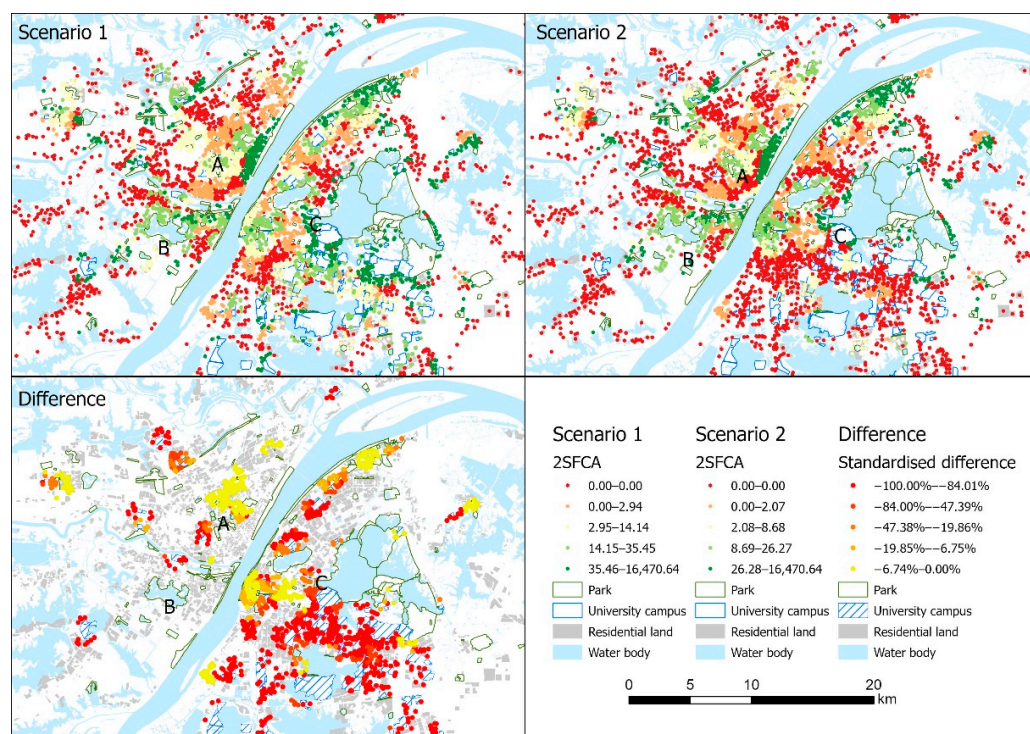 Scenario 1
A
B
C
Scenario 2
A
B
C
Difference
A
B
C
Scenario 1
2SFCA
0.00–0.00
0.00–2.94
2.95–14.14
14.15–35.45
35.46–16,470.64
Park
University campus
Residential land
Water body
Scenario 2
2SFCA
0.00–0.00
0.00–2.07
2.08–8.68
8.69–26.27
26.28–16,470.64
Park
University campus
Residential land
Water body
Difference
Standardised difference
−100.00%–−84.01%
−84.00%–−47.39%
−47.38%–−19.86%
−19.85%–−6.75%
−6.74%–0.00%
Park
University campus
Residential land
Water body
0 10 20
km